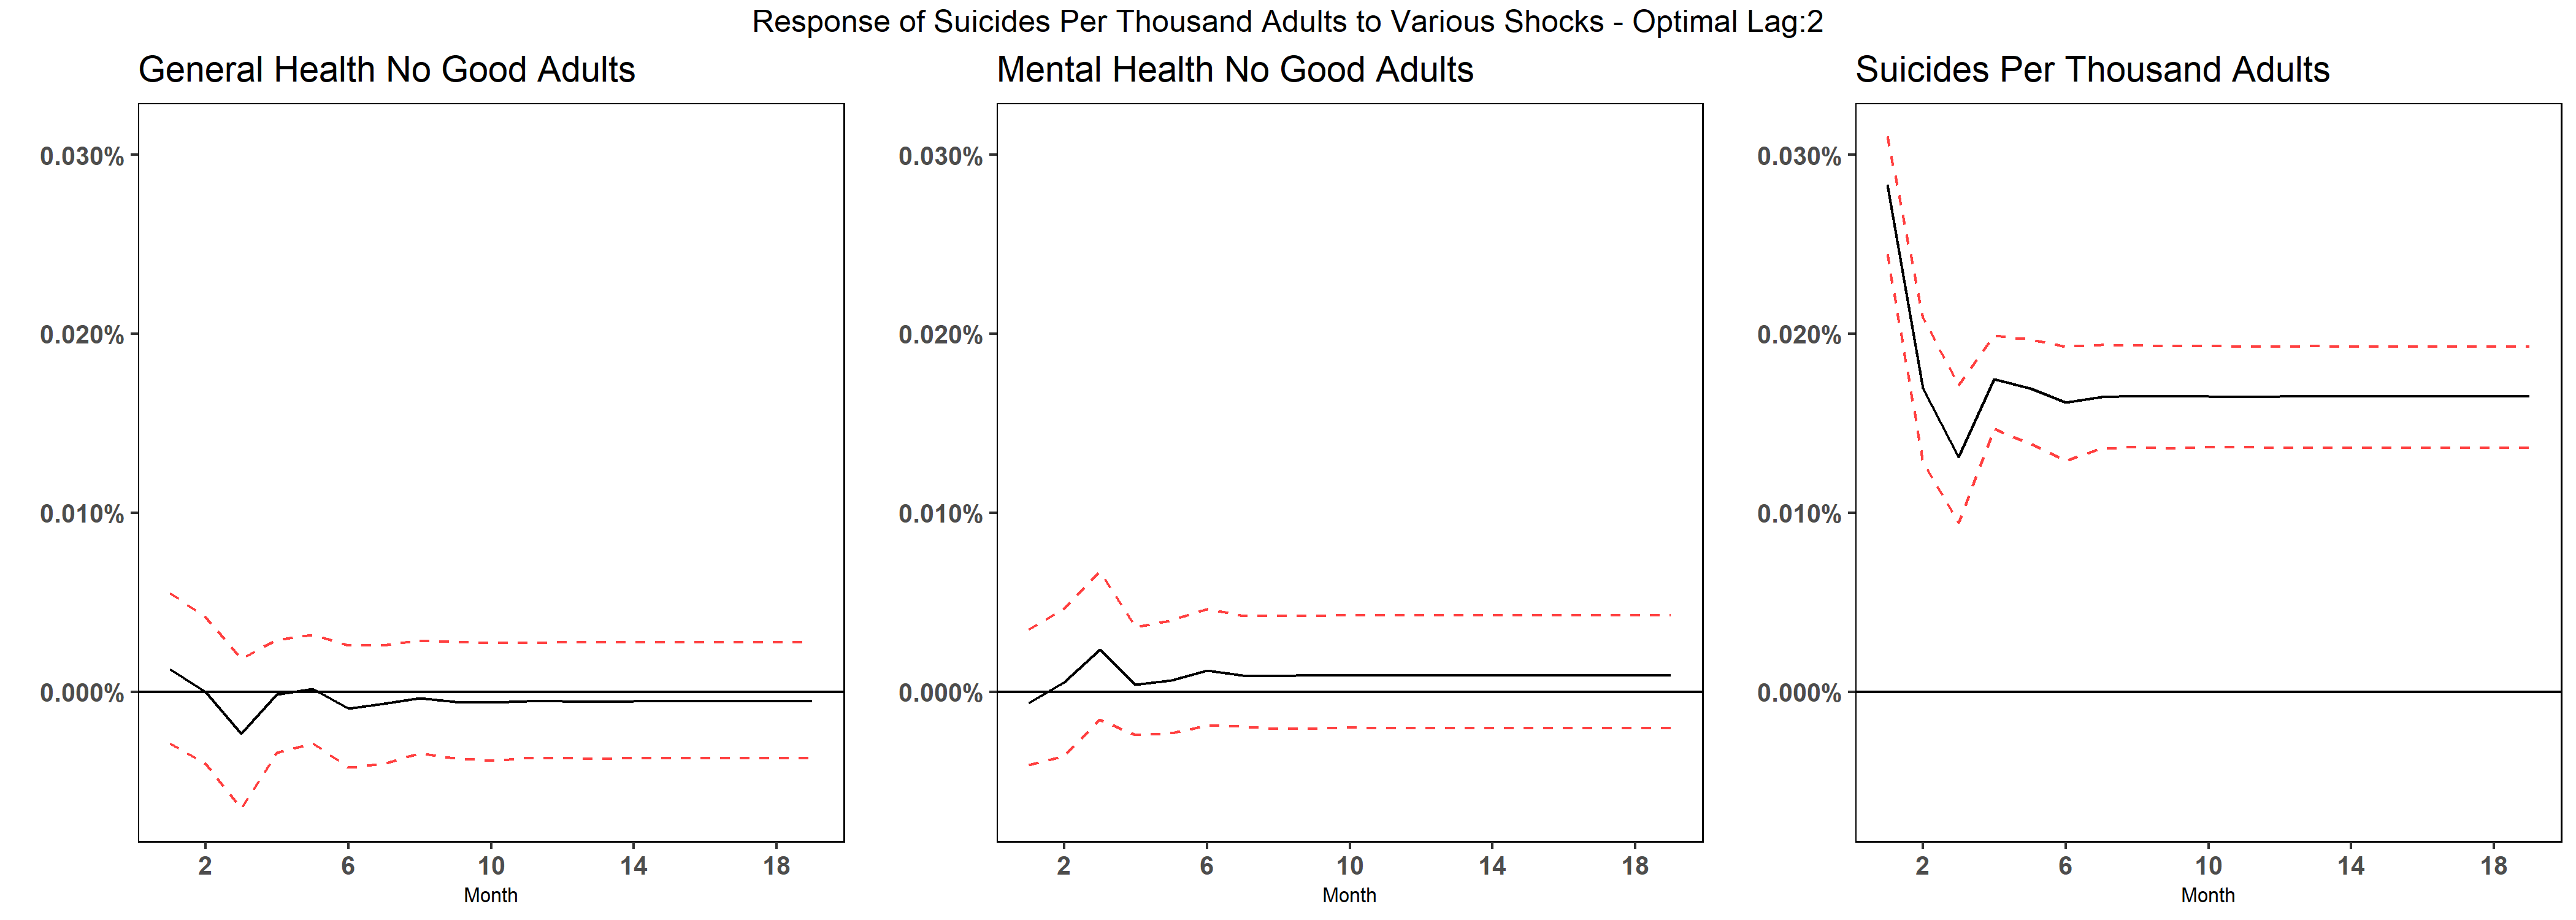 Response of Suicides Per Thousand Adults to Various Shocks - Optimal Lag:2
General Health No Good Adults
0.030%
0.020%
0.010%
0.000%
2 6 10 14 18
Month
Mental Health No Good Adults
0.030%
0.020%
0.010%
0.000%
2 6 10 14 18
Month
Suicides Per Thousand Adults
0.030%
0.020%
0.010%
0.000%
2 6 10 14 18
Month